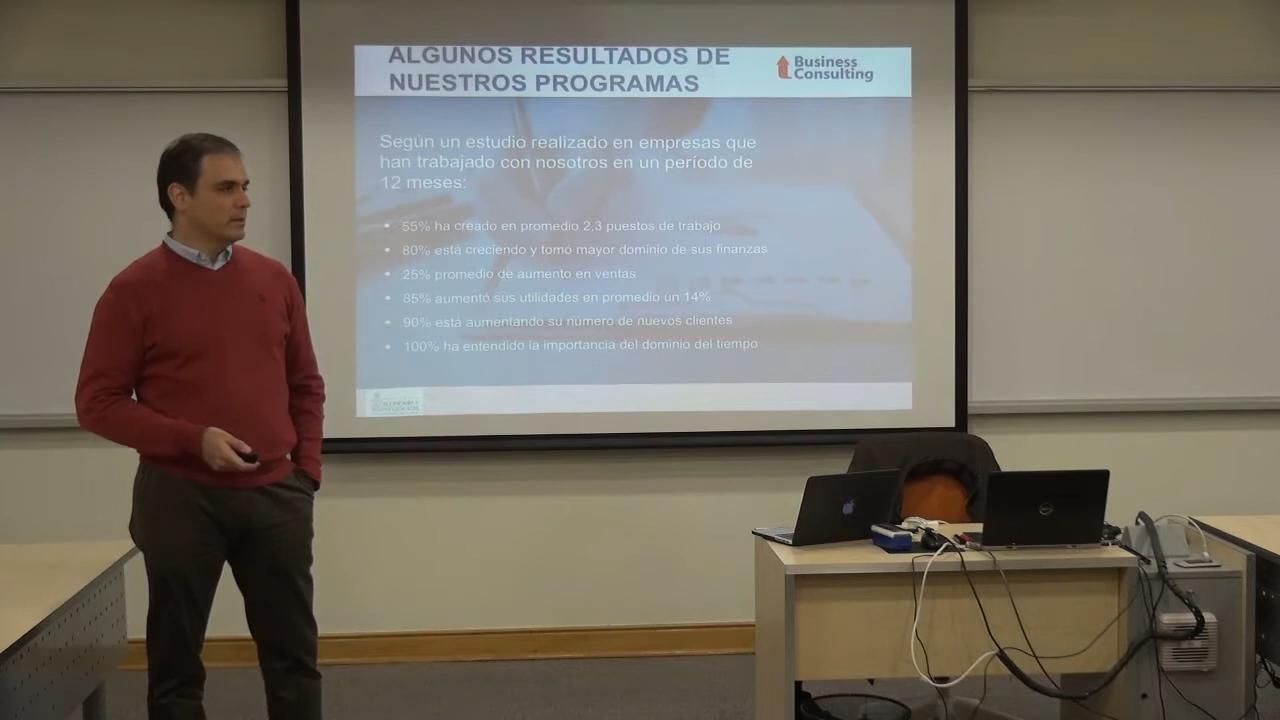 ALGUNOS RESULTADOS DE
NUESTROS PROGRAMAS
Business
Consulting
Según un estudio realizado en empresas que
han trabajado con nosotros en un período de
12 meses:
• 55% ha creado en promedio 2,3 puestos de trabajo
• 80% está creciendo y tomó mayor dominio de sus finanzas
• 25% promedio de aumento en ventas
• 85% aumentó sus utilidades en promedio un 14%
• 90% está aumentando su número de nuevos clientes
• 100% ha entendido la importancia del dominio del tiempo
DELL